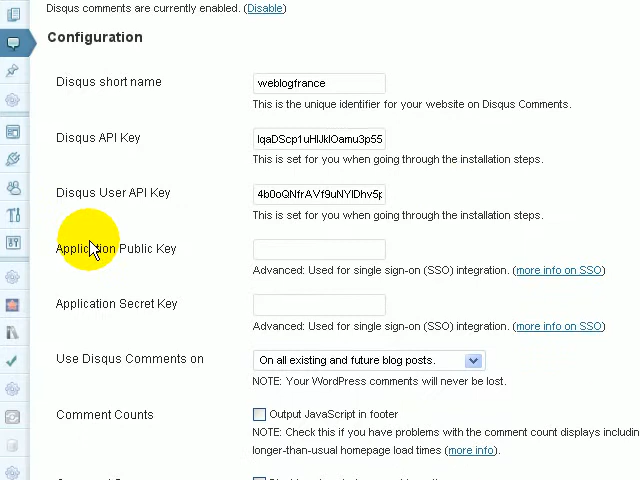 Disqus comments are currently enabled. (Disable)
Configuration
Disqus short name
weblogfrance
This is the unique identifier for your website on Disqus Comments.
Disqus API Key
This is set for you when going through the installation steps.
Disqus User API Key
This is set for you when going through the installation steps.
Application Public Key
Advanced: Used for single sign-on (SSO) integration. (more info on SSO)
Application Secret Key
Advanced: Used for single sign-on (SSO) integration. (more info on SSO)
Use Disqus Comments on
On all existing and future blog posts.
NOTE: Your WordPress comments will never be lost.
Comment Counts
Output JavaScript in footer
NOTE: Check this if you have problems with the comment count displays includin
longer-than-usual homepage load times (more info).